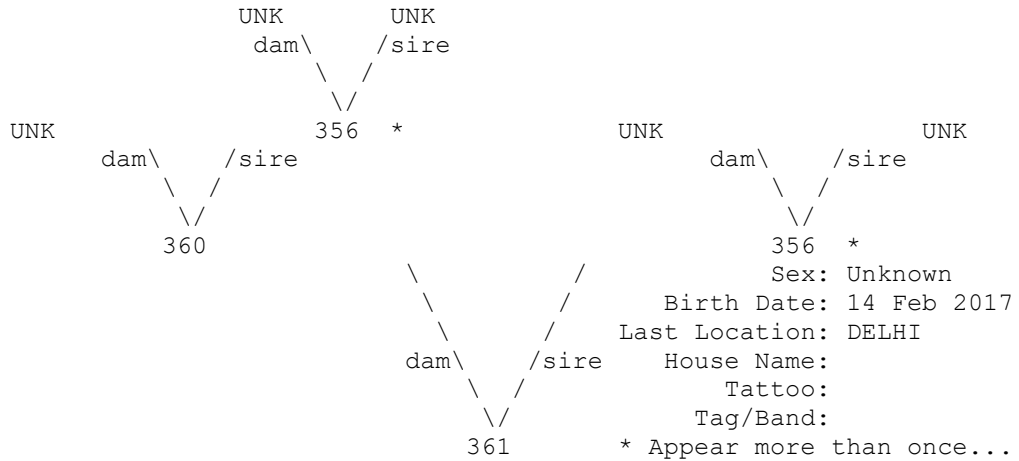 UNK UNK
dam\ /sire
\ /
\/
UNK 356 * UNK UNK
dam\ /sire dam\ /sire
\ / \ /
\/ \/
360 356 *
\ / Sex: Unknown
\ / Birth Date: 14 Feb 2017
\ / Last Location: DELHI
dam\ /sire House Name:
\ / Tattoo:
\/ Tag/Band:
361 * Appear more than once...